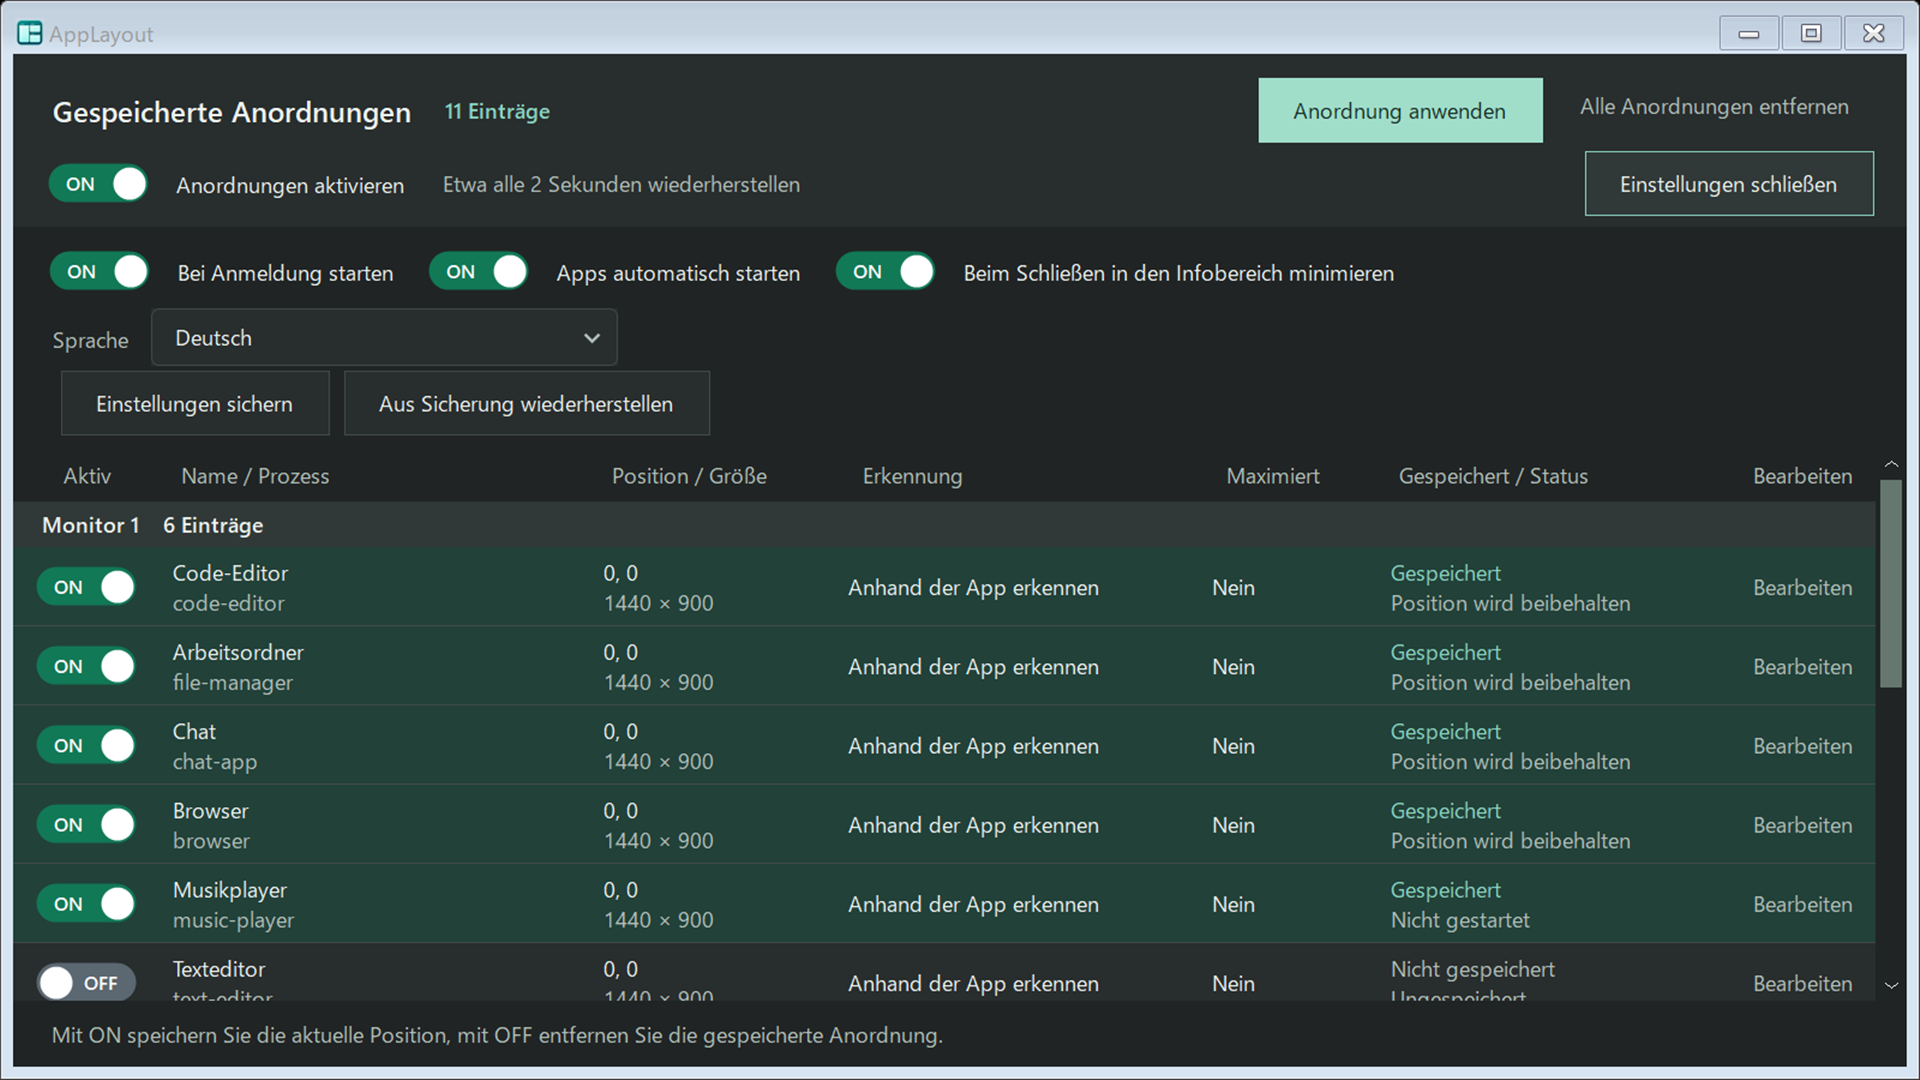 AppLayout
Gespeicherte Anordnungen 11 Einträge
Anordnung anwenden
Alle Anordnungen entfernen
ON Anordnungen aktivieren Etwa alle 2 Sekunden wiederherstellen
Einstellungen schließen
ON Bei Anmeldung starten ON Apps automatisch starten ON Beim Schließen in den Infobereich minimieren
Sprache Deutsch
Einstellungen sichern Aus Sicherung wiederherstellen
Aktiv Name / Prozess Position / Größe Erkennung Maximiert Gespeichert / Status Bearbeiten
Monitor 1 6 Einträge
ON Code-Editor 0, 0 Anhand der App erkennen Nein Gespeichert Bearbeiten
code-editor 1440 × 900 Position wird beibehalten
ON Arbeitsordner 0, 0 Anhand der App erkennen Nein Gespeichert Bearbeiten
file-manager 1440 × 900 Position wird beibehalten
ON Chat 0, 0 Anhand der App erkennen Nein Gespeichert Bearbeiten
chat-app 1440 × 900 Position wird beibehalten
ON Browser 0, 0 Anhand der App erkennen Nein Gespeichert Bearbeiten
browser 1440 × 900 Position wird beibehalten
ON Musikplayer 0, 0 Anhand der App erkennen Nein Gespeichert Bearbeiten
music-player 1440 × 900 Nicht gestartet
OFF Texteditor 0, 0 Anhand der App erkennen Nein Nicht gespeichert Bearbeiten
text-editor 1440 × 900 Ungespeichert
Mit ON speichern Sie die aktuelle Position, mit OFF entfernen Sie die gespeicherte Anordnung.